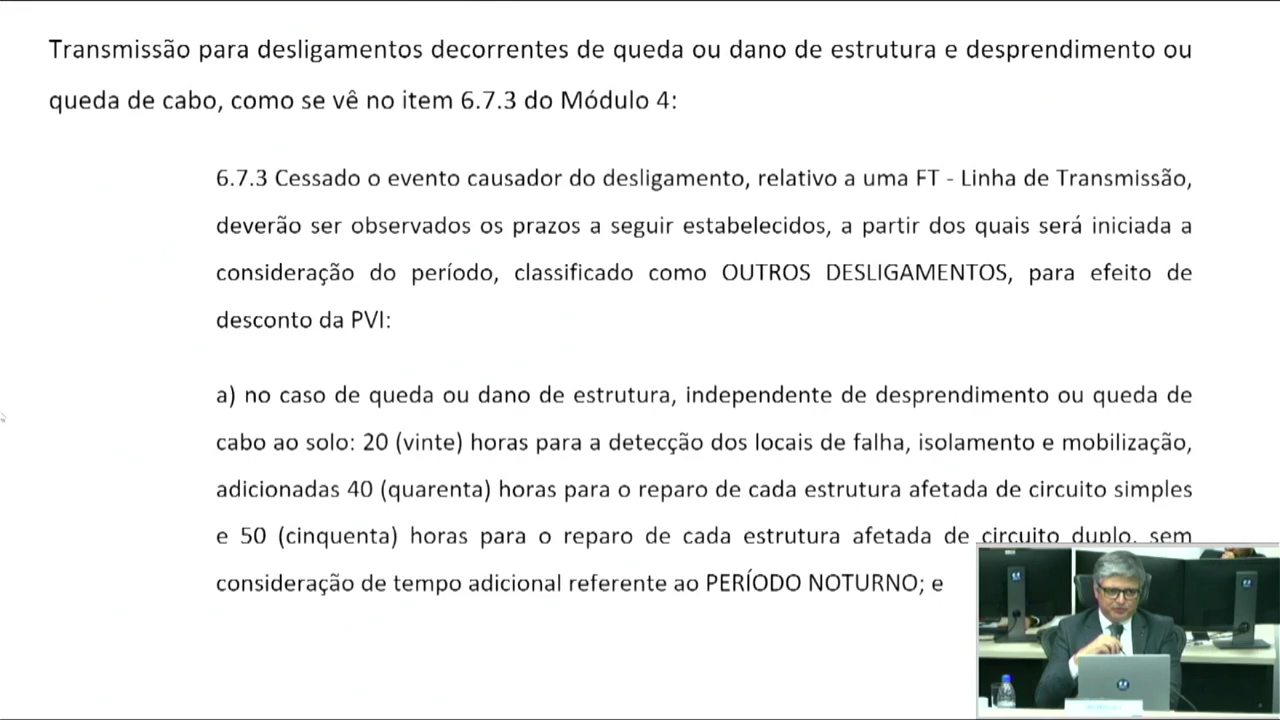 Transmissão para desligamentos decorrentes de queda ou dano de estrutura e desprendimento ou
queda de cabo, como se vê no item 6.7.3 do Módulo 4:
6.7.3 Cessado o evento causador do desligamento, relativo a uma FT - Linha de Transmissão,
deverão ser observados os prazos a seguir estabelecidos, a partir dos quais será iniciada a
consideração do período, classificado como OUTROS DESLIGAMENTOS, para efeito de
desconto da PVI:
a) no caso de queda ou dano de estrutura, independente de desprendimento ou queda de
cabo ao solo: 20 (vinte) horas para a detecção dos locais de falha, isolamento e mobilização,
adicionadas 40 (quarenta) horas para o reparo de cada estrutura afetada de circuito simples
e 50 (cinquenta) horas para o reparo de cada estrutura afetada de circuito duplo, sem
consideração de tempo adicional referente ao PERÍODO NOTURNO; e